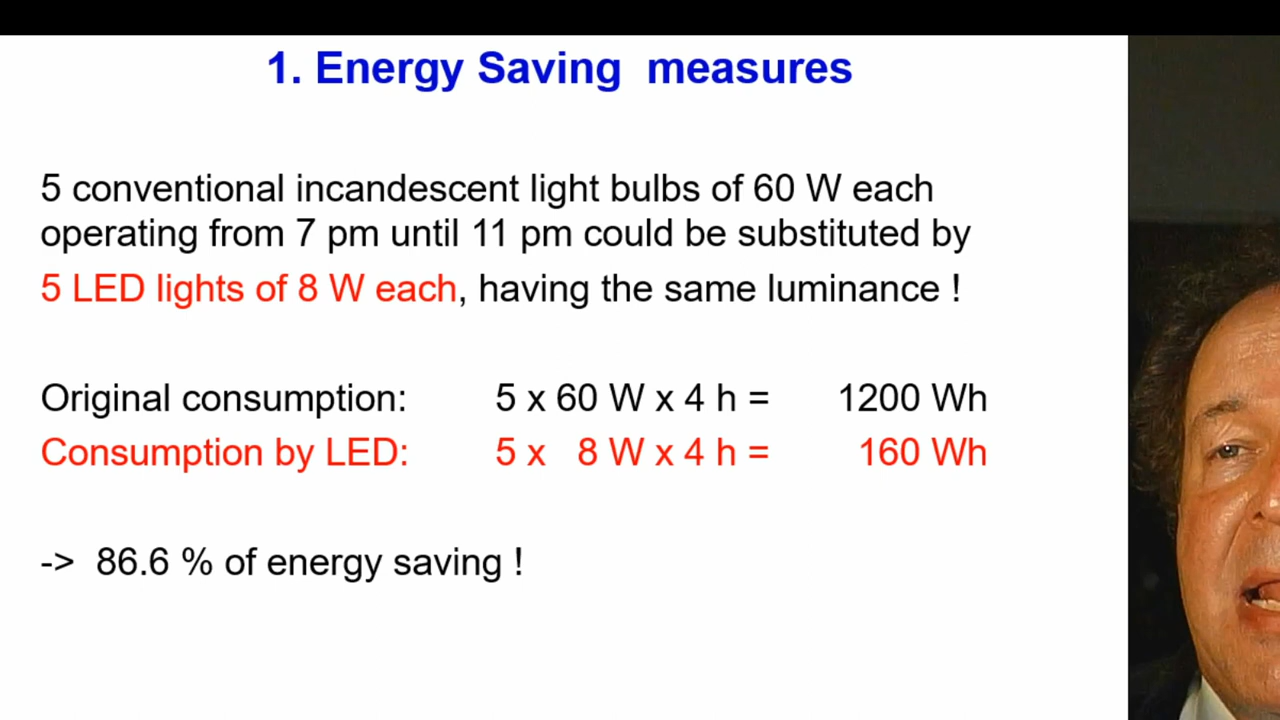 1. Energy Saving measures
5 conventional incandescent light bulbs of 60 W each
operating from 7 pm until 11 pm could be substituted by
5 LED lights of 8 W each, having the same luminance !
Original consumption: 5 x 60 W x 4 h = 1200 Wh
Consumption by LED: 5 x 8 W x 4 h = 160 Wh
-> 86.6 % of energy saving !